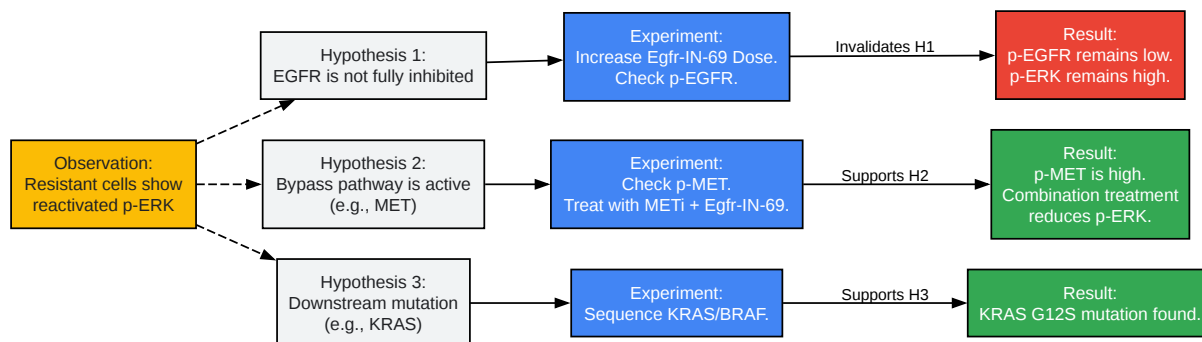 Observation:
Resistant cells show
reactivated p-ERK
Hypothesis 1:
EGFR is not fully inhibited
Experiment:
Increase Egfr-IN-69 Dose.
Check p-EGFR.
Invalidates H1
Result:
p-EGFR remains low.
p-ERK remains high.
Hypothesis 2:
Bypass pathway is active
(e.g., MET)
Experiment:
Check p-MET.
Treat with METi + Egfr-IN-69.
Supports H2
Result:
p-MET is high.
Combination treatment
reduces p-ERK.
Hypothesis 3:
Downstream mutation
(e.g., KRAS)
Experiment:
Sequence KRAS/BRAF.
Supports H3
Result:
KRAS G12S mutation found.